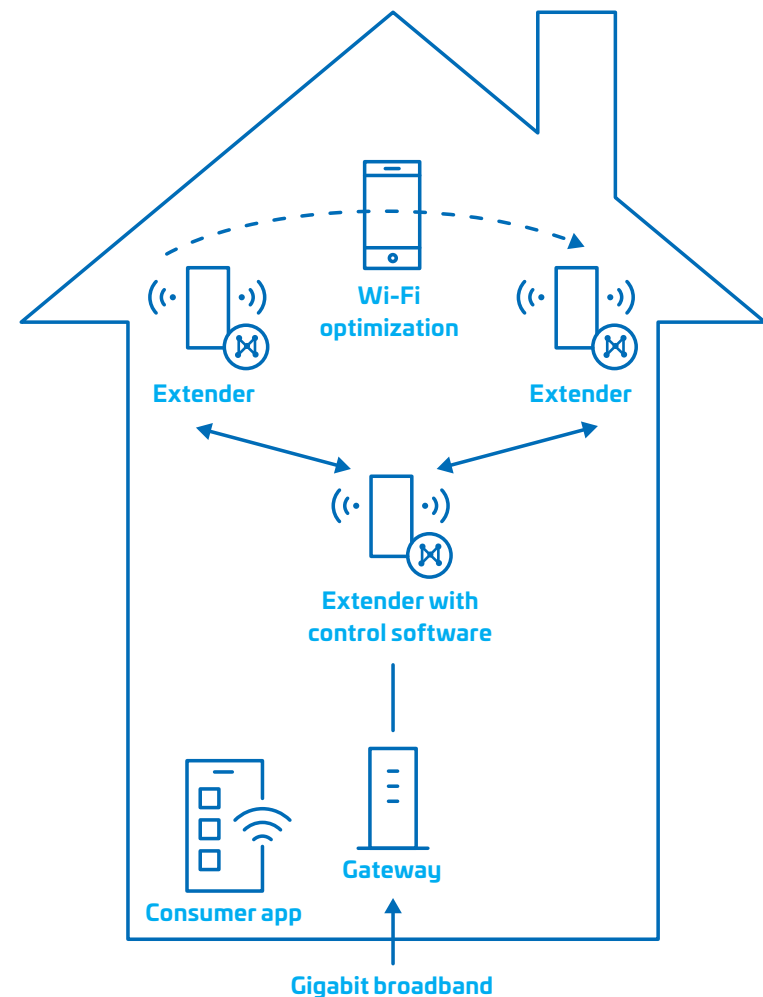 Wi-Fi
optimization
Extender
Extender
Extender with
control software
Gateway
Consumer app
Gigabit broadband